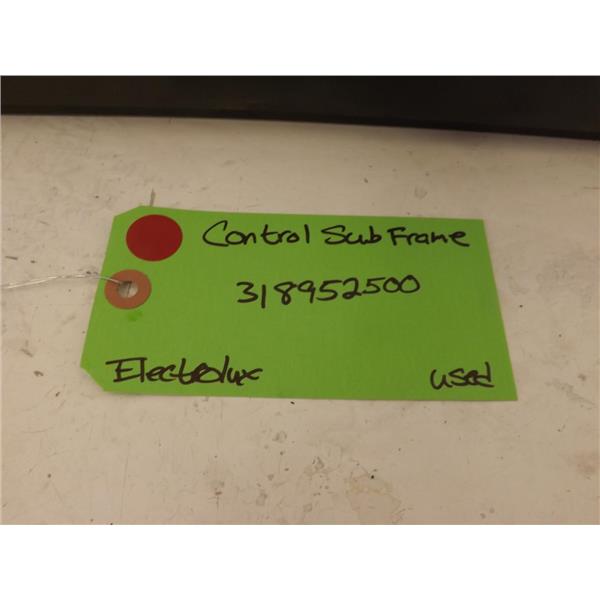 Control Sub Frame
318952500
Electrolux used